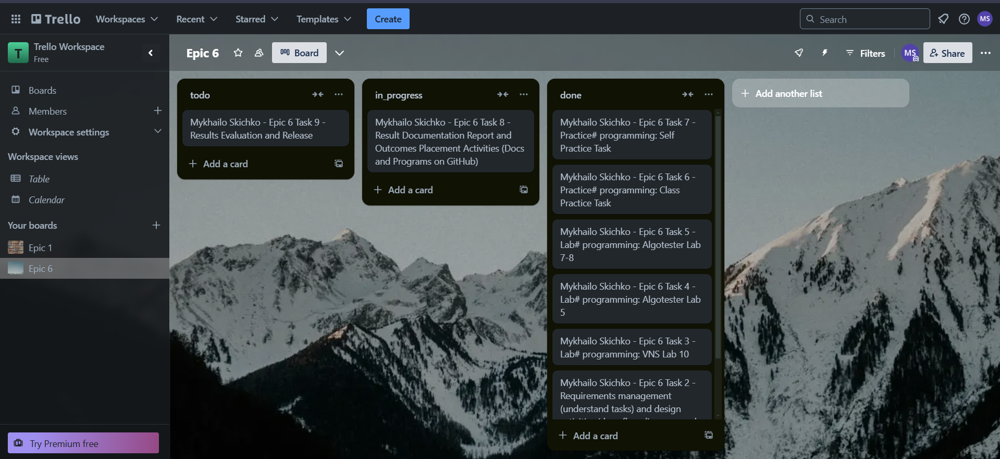 Trello
Workspaces
Recent
Starred
Templates
Create
Search
MS
T
Trello Workspace
Free
Epic 6
Board
Filters
MS
Share
Boards
Members
Workspace settings
Workspace views
Table
Calendar
Your boards
Epic 1
Epic 6
Try Premium free
todo
Mykhailo Skichko - Epic 6 Task 9 -
Results Evaluation and Release
Add a card
in_progress
Mykhailo Skichko - Epic 6 Task 8 -
Result Documentation Report and
Outcomes Placement Activities (Docs
and Programs on GitHub)
Add a card
done
Mykhailo Skichko - Epic 6 Task 7 -
Practice# programming: Self
Practice Task
Mykhailo Skichko - Epic 6 Task 6 -
Practice# programming: Class
Practice Task
Mykhailo Skichko - Epic 6 Task 5 -
Lab# programming: Algotester Lab
7-8
Mykhailo Skichko - Epic 6 Task 4 -
Lab# programming: Algotester Lab
5
Mykhailo Skichko - Epic 6 Task 3 -
Lab# programming: VNS Lab 10
Mykhailo Skichko - Epic 6 Task 2 -
Requirements management
(understand tasks) and design
Add a card
Add another list